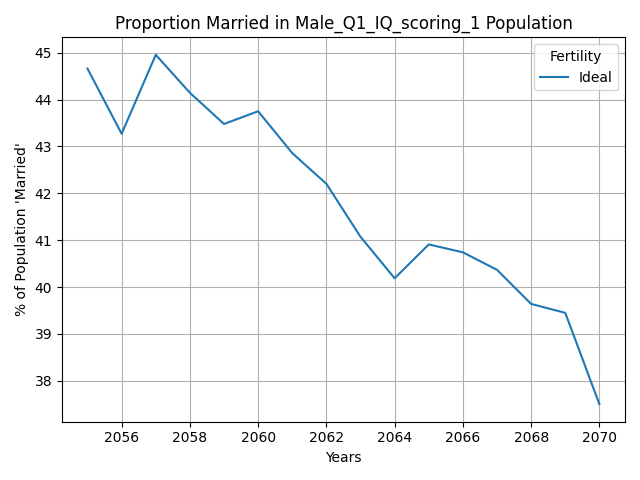 Proportion Married in Male_Q1_IQ_scoring_1 Population
Fertility
Ideal
% of Population 'Married'
45
44
43
42
41
40
39
38
2056 2058 2060 2062 2064 2066 2068 2070
Years